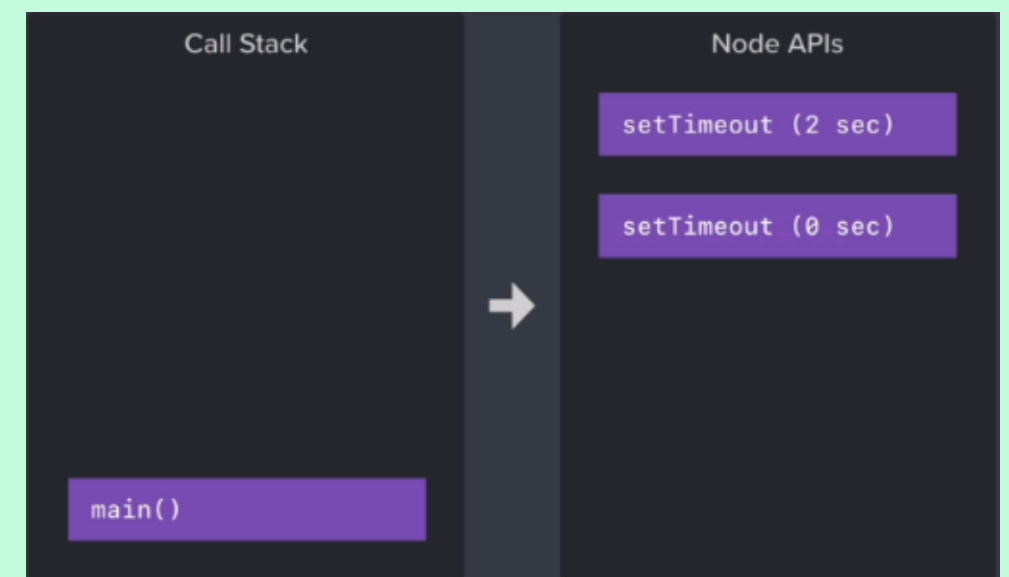 Call Stack
Node APIs
setTimeout (2 sec)
setTimeout (0 sec)
main()